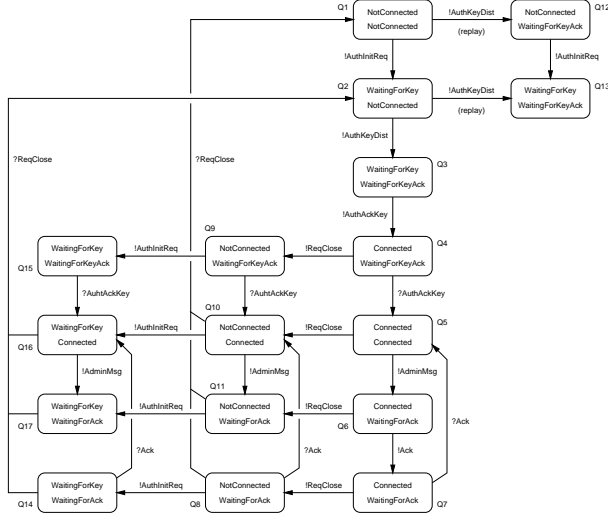 Q1
NotConnected
NotConnected
!AuthKeyDist
(replay)
NotConnected
WaitingForKeyAck
Q12
!AuthInitReq
!AuthInitReq
Q2
WaitingForKey
NotConnected
!AuthKeyDist
(replay)
WaitingForKey
WaitingForKeyAck
Q13
!AuthKeyDist
?ReqClose
?ReqClose
WaitingForKey
WaitingForKeyAck
Q3
!AuthAckKey
Q15
WaitingForKey
WaitingForKeyAck
!AuthInitReq
Q9
NotConnected
WaitingForKeyAck
!ReqClose
Connected
WaitingForKeyAck
Q4
?AuhtAckKey
?AuhtAckKey
?AuthAckKey
Q16
WaitingForKey
Connected
!AuthInitReq
Q10
NotConnected
Connected
!ReqClose
Connected
Connected
Q5
!AdminMsg
!AdminMsg
!AdminMsg
Q17
WaitingForKey
WaitingForAck
!AuthInitReq
Q11
NotConnected
WaitingForAck
!ReqClose
Q6
Connected
WaitingForAck
?Ack
?Ack
!Ack
?Ack
Q14
WaitingForKey
WaitingForAck
!AuthInitReq
Q8
NotConnected
WaitingForAck
!ReqClose
Connected
WaitingForAck
Q7